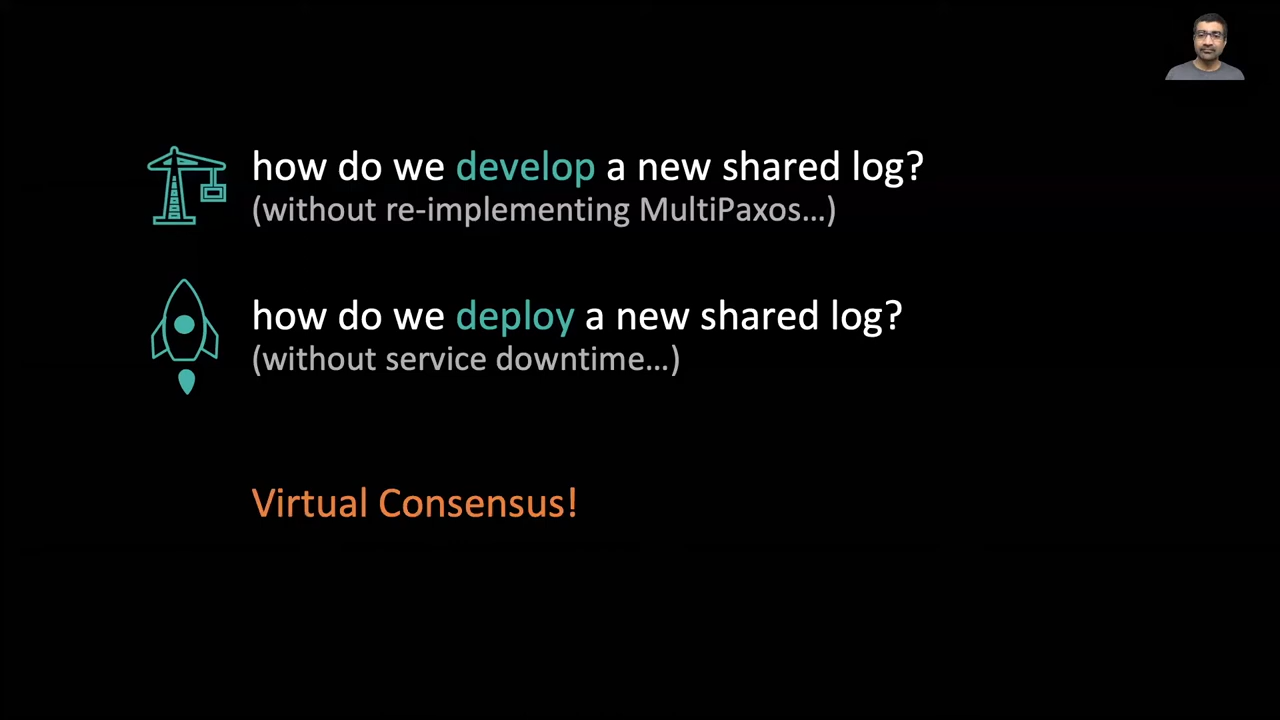 how do we develop a new shared log?
(without re-implementing MultiPaxos…)
how do we deploy a new shared log?
(without service downtime…)
Virtual Consensus!